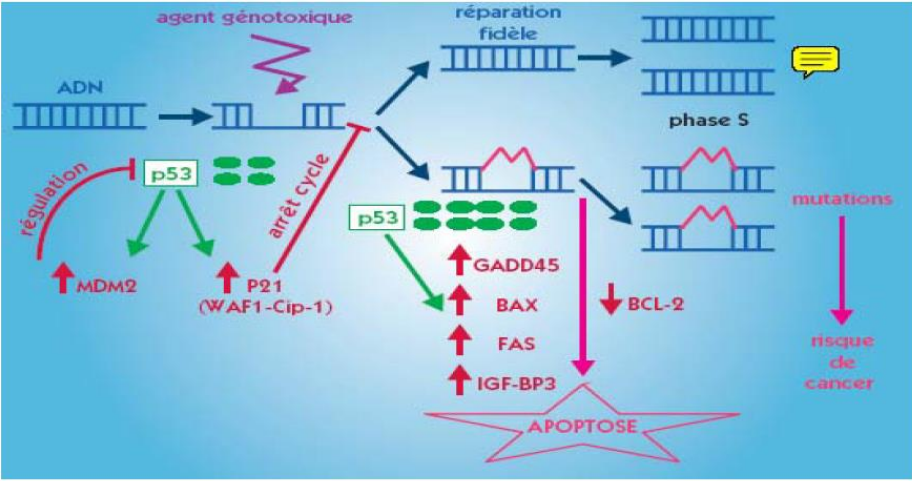 agent génotoxique
réparation
fidèle
ADN
phase S
régulation
p53
arrêt cycle
p53
mutations
MDM2
P21
(WAF1-Cip-1)
GADD45
BAX
BCL-2
FAS
IGF-BP3
risque
de
cancer
APOPTOSE